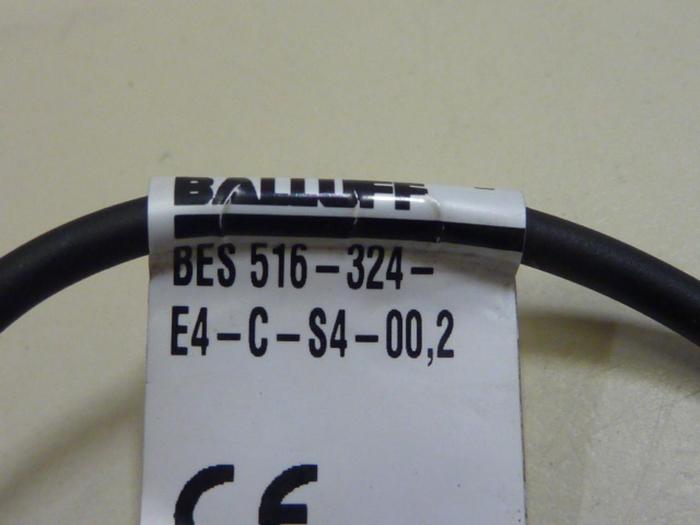 BALLUFF
BES 516-324-
E4-C-S4-00,2
CE